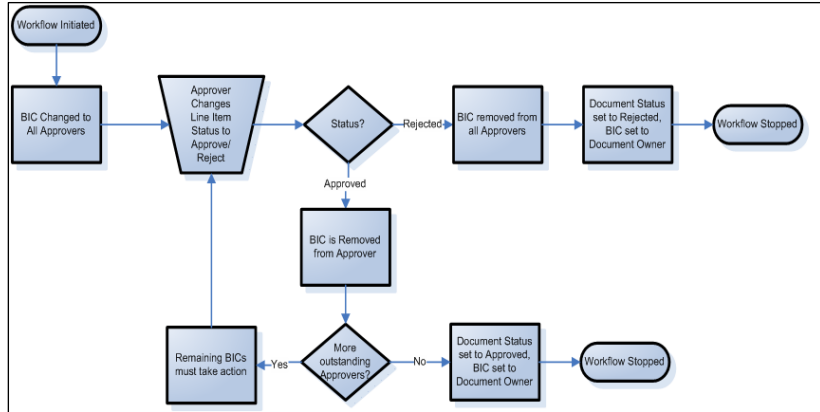 Workflow Initiated
BIC Changed to
All Approvers
Approver
Changes
Line Item
Status to
Approve/
Reject
Status?
Rejected
BIC removed from
all Approvers
Document Status
set to Rejected,
BIC set to
Document Owner
Workflow Stopped
Approved
BIC is Removed
from Approver
More
outstanding
Approvers?
Yes
Remaining BICs
must take action
No
Document Status
set to Approved,
BIC set to
Document Owner
Workflow Stopped